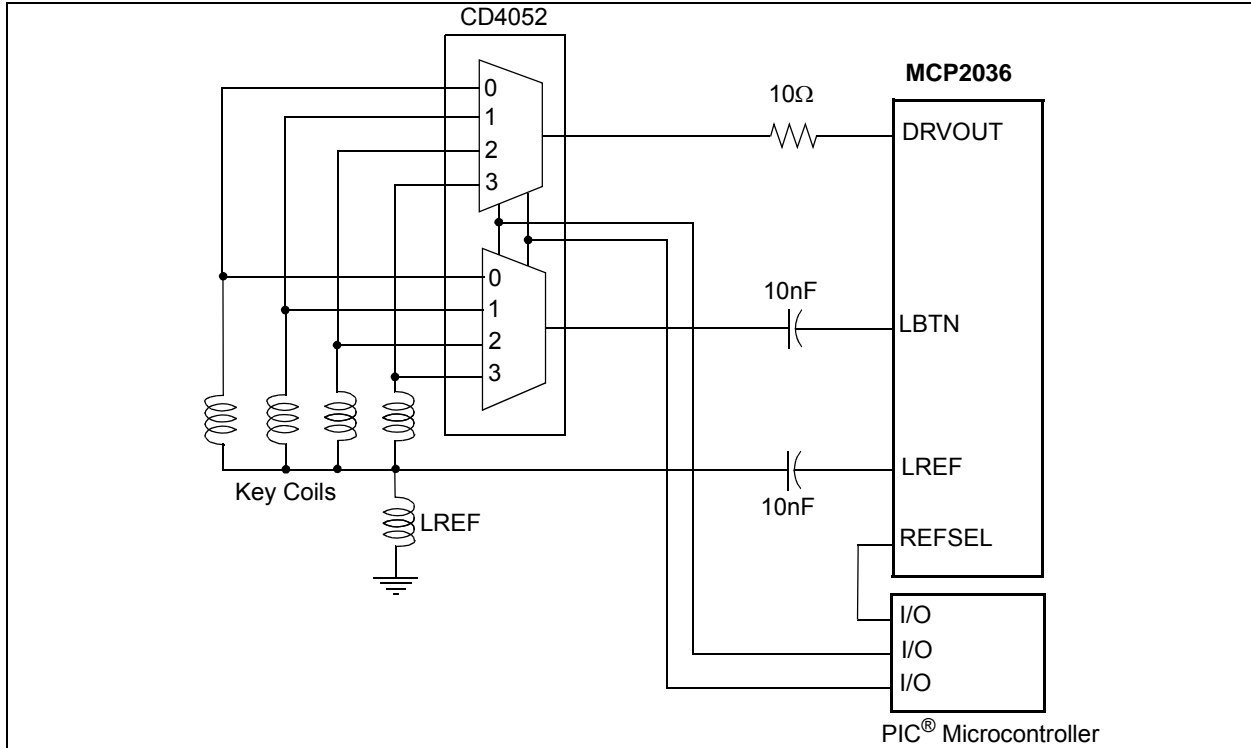 CD4052
MCP2036
0
1
2
3
10Ω
DRVOUT
0
1
2
3
10nF
LBTN
LREF
10nF
Key Coils
LREF
REFSEL
I/O
I/O
I/O
PIC® Microcontroller